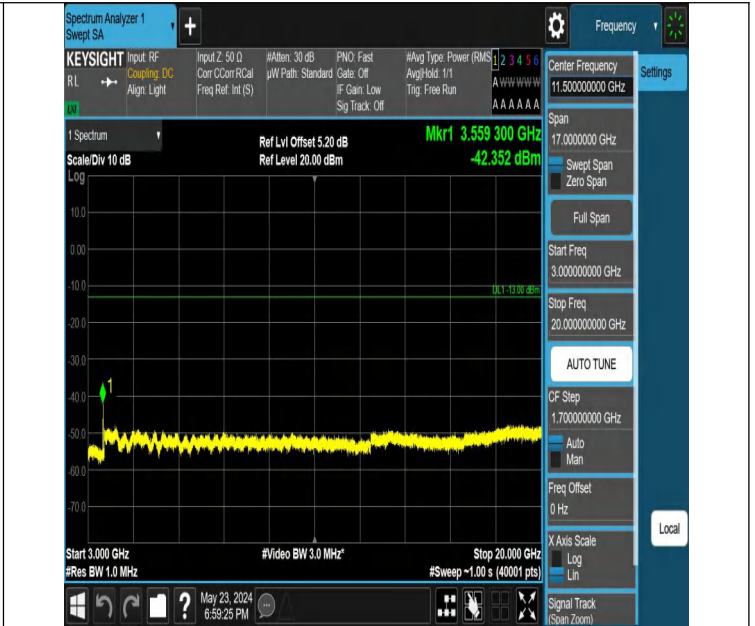 Spectrum Analyzer 1
Swept SA
+
Frequency
KEYSIGHT
RL
LXI
Input: RF
Coupling: DC
Align: Light
Input Z: 50 Ω
Corr CCorr RCal
Freq Ref: Int (S)
#Atten: 30 dB
µW Path: Standard
PNO: Fast
Gate: Off
IF Gain: Low
Sig Track: Off
#Avg Type: Power (RMS
Avg|Hold: 1/1
Trig: Free Run
1 2 3 4 5 6
A W W W W W
A A A A A A
1 Spectrum
Scale/Div 10 dB
Log
Ref Lvl Offset 5.20 dB
Ref Level 20.00 dBm
Mkr1 3.559 300 GHz
-42.352 dBm
10.0
0.00
-10.0
DL1 -13.00 dBm
-20.0
-30.0
-40.0
1
-50.0
-60.0
-70.0
Start 3.000 GHz
#Res BW 1.0 MHz
#Video BW 3.0 MHz*
Stop 20.000 GHz
#Sweep ~1.00 s (40001 pts)
?
May 23, 2024
6:59:25 PM
Center Frequency
11.500000000 GHz
Span
17.0000000 GHz
Swept Span
Zero Span
Full Span
Start Freq
3.000000000 GHz
Stop Freq
20.000000000 GHz
AUTO TUNE
CF Step
1.700000000 GHz
Auto
Man
Freq Offset
0 Hz
X Axis Scale
Log
Lin
Signal Track
(Span Zoom)
Settings
Local